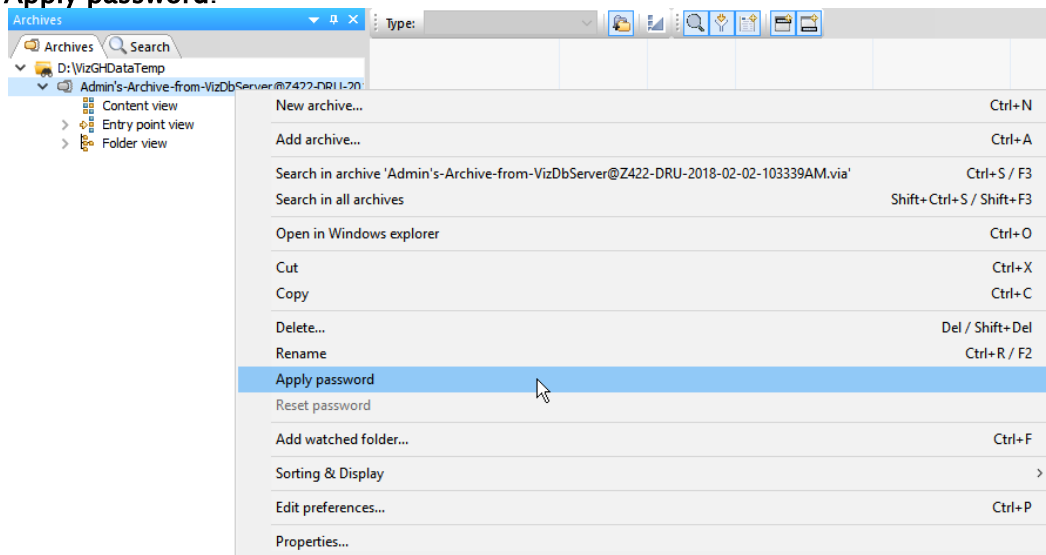 Apply password.
Archives
Type:
Archives Search
D:\VizGHDataTemp
Admin's-Archive-from-VizDbServer@Z422-DRU-20
Content view
Entry point view
Folder view
New archive... Ctrl+N
Add archive... Ctrl+A
Search in archive 'Admin's-Archive-from-VizDbServer@Z422-DRU-2018-02-02-103339AM.via' Ctrl+S / F3
Search in all archives Shift+Ctrl+S / Shift+F3
Open in Windows explorer Ctrl+O
Cut Ctrl+X
Copy Ctrl+C
Delete... Del / Shift+Del
Rename Ctrl+R / F2
Apply password
Reset password
Add watched folder... Ctrl+F
Sorting & Display
Edit preferences... Ctrl+P
Properties...